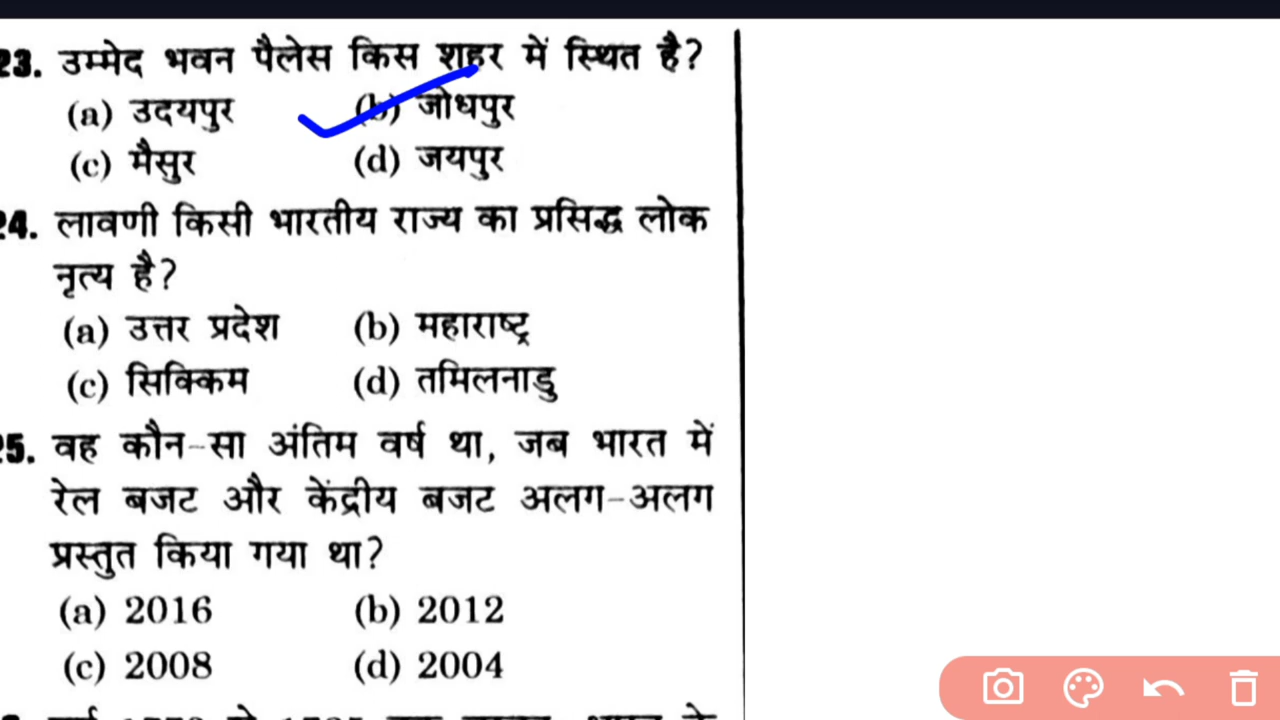 23. उम्मेद भवन पैलेस किस शहर में स्थित है?
(a) उदयपुर (b) जोधपुर
(c) मैसुर (d) जयपुर
24. लावणी किसी भारतीय राज्य का प्रसिद्ध लोक
नृत्य है?
(a) उत्तर प्रदेश (b) महाराष्ट्र
(c) सिक्किम (d) तमिलनाडु
25. वह कौन-सा अंतिम वर्ष था, जब भारत में
रेल बजट और केंद्रीय बजट अलग-अलग
प्रस्तुत किया गया था?
(a) 2016 (b) 2012
(c) 2008 (d) 2004